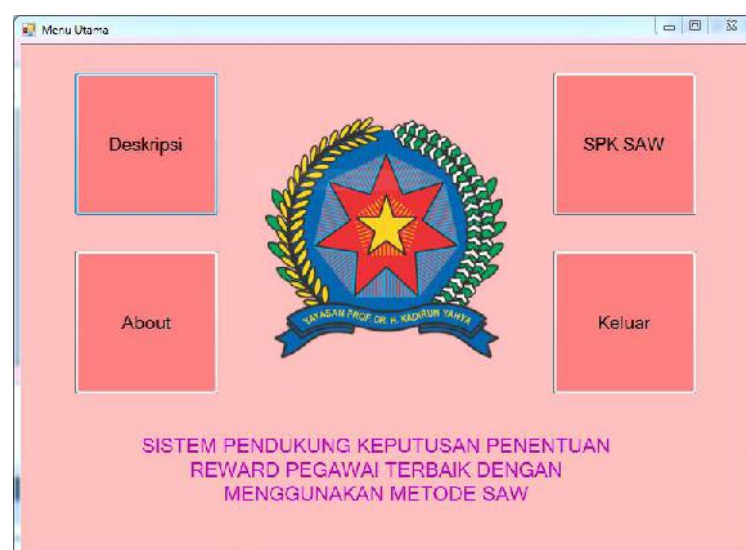 Menu Utama
Deskripsi
SPK SAW
YAYASAN PROF. DR. H. KADIRUN YAHYA
About
Keluar
SISTEM PENDUKUNG KEPUTUSAN PENENTUAN
REWARD PEGAWAI TERBAIK DENGAN
MENGGUNAKAN METODE SAW